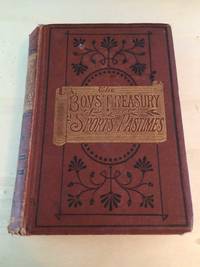 The
Boys Treasury
of
Sports and Pastimes